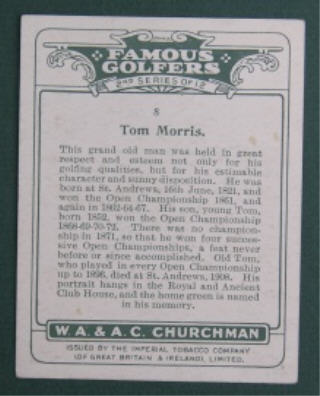 FAMOUS
GOLFERS
2ND SERIES OF 12
8
Tom Morris.
This grand old man was held in great
respect and esteem not only for his
golfing qualities, but for his estimable
character and sunny disposition. He was
born at St. Andrews, 16th June, 1821, and
won the Open Championship 1861, and
again in 1862-64-67. His son, young Tom,
born 1852, won the Open Championship
1868-69-70-72. There was no champion-
ship in 1871, so that he won four succes-
sive Open Championships, a feat never
before or since accomplished. Old Tom,
who played in every Open Championship
up to 1896, died at St. Andrews, 1908. His
portrait hangs in the Royal and Ancient
Club House, and the home green is named
in his memory.
W. A. & A. C. CHURCHMAN
ISSUED BY THE IMPERIAL TOBACCO COMPANY
(OF GREAT BRITAIN & IRELAND), LIMITED.